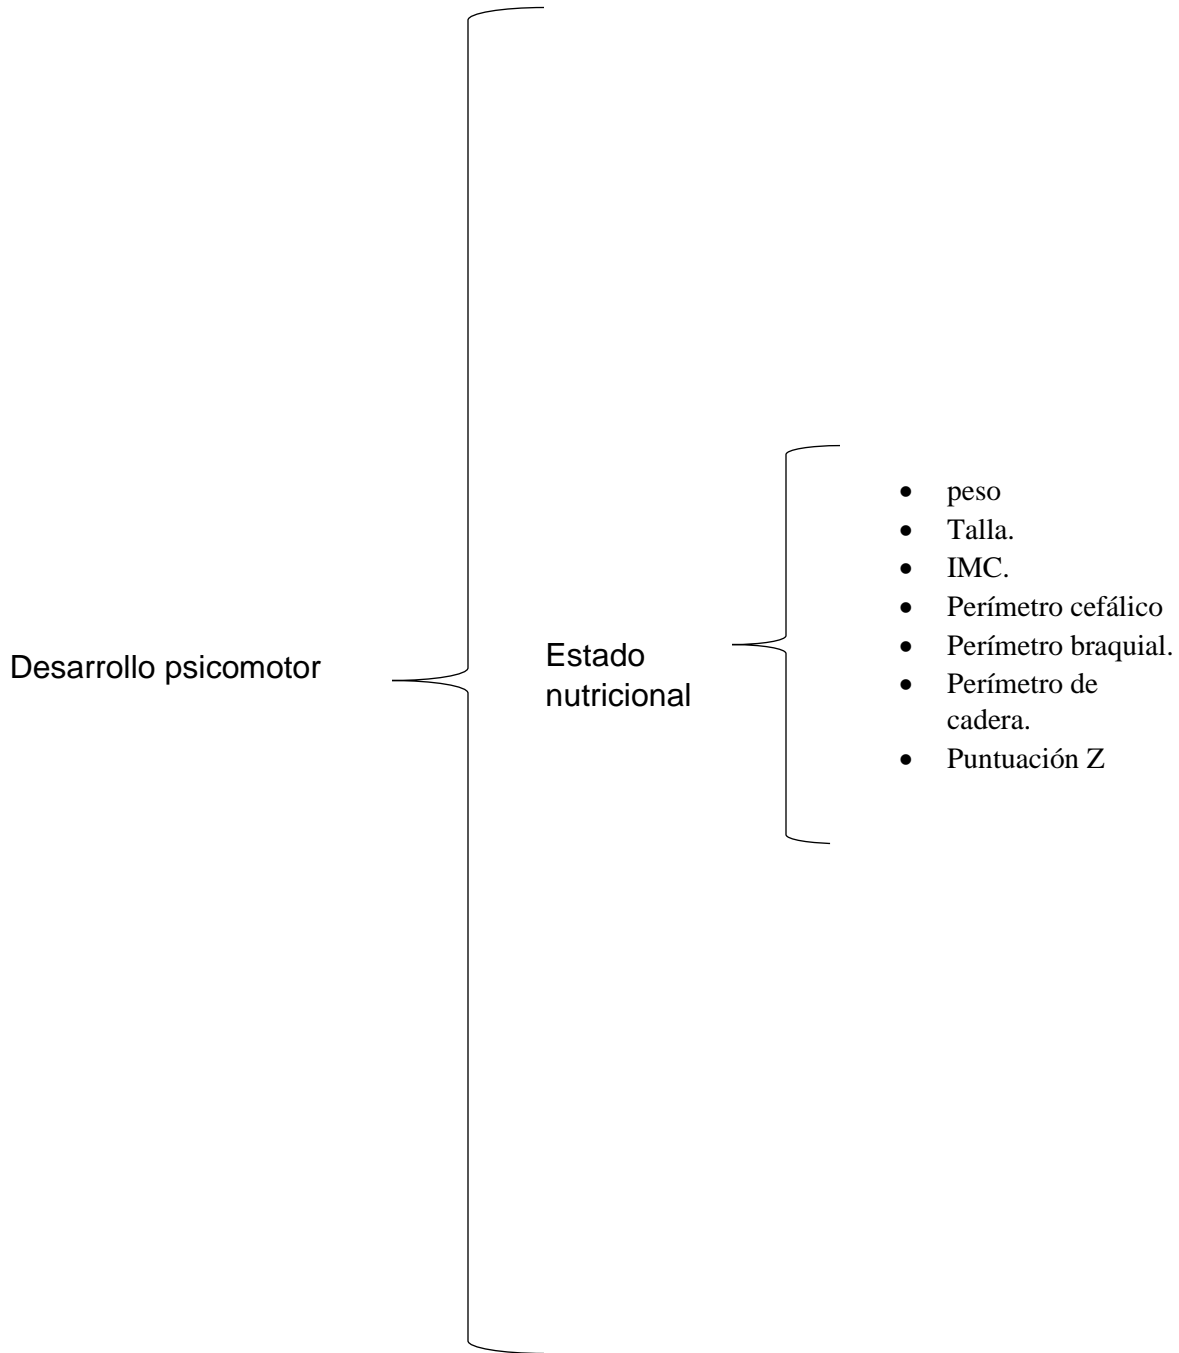 Desarrollo psicomotor
Estado
nutricional
• peso
• Talla.
• IMC.
• Perímetro cefálico
• Perímetro braquial.
• Perímetro de
cadera.
• Puntuación Z